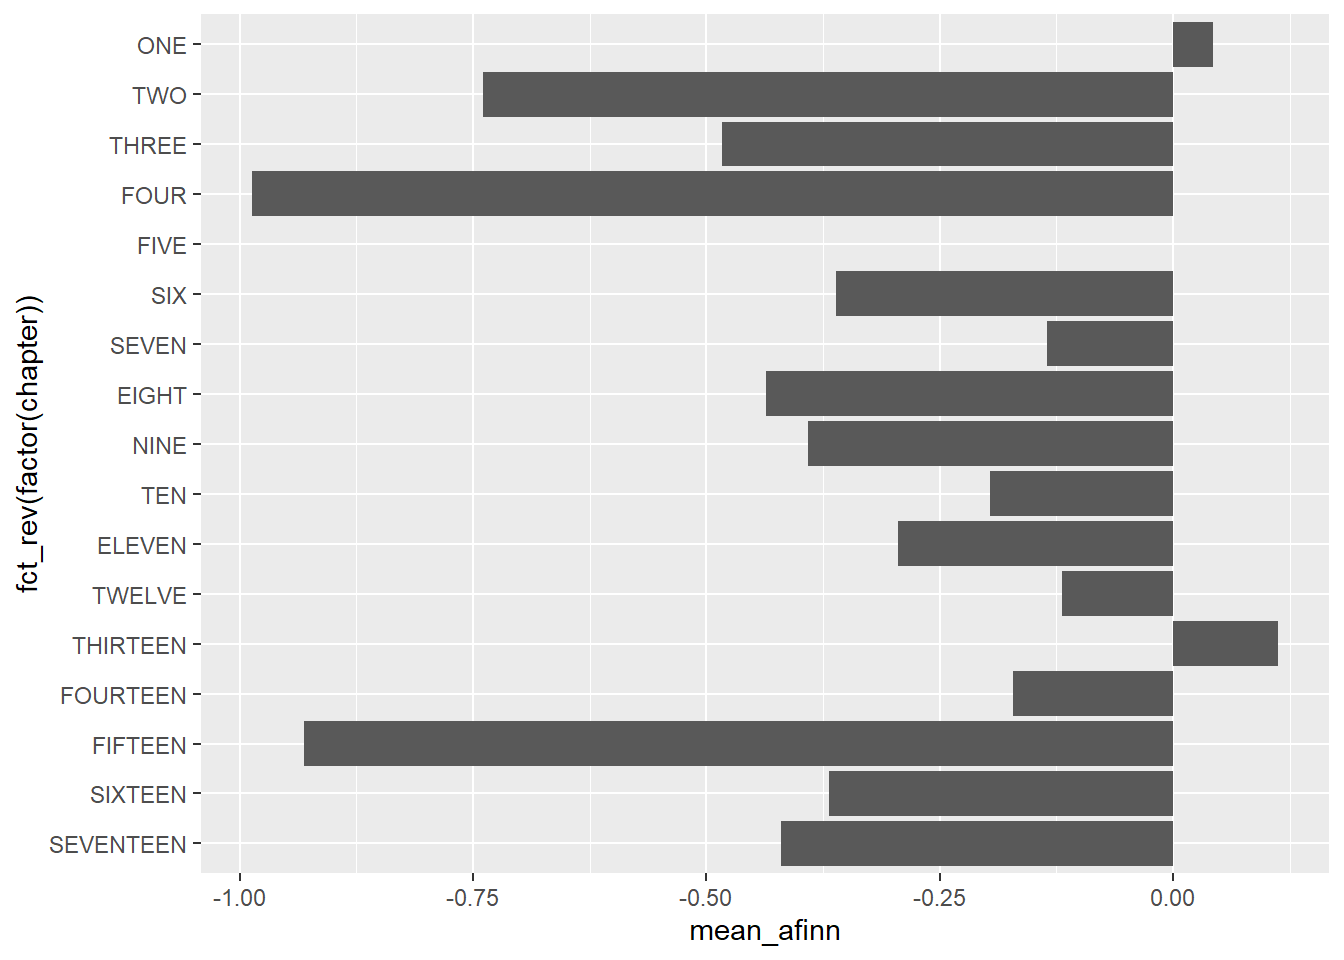 fct_rev(factor(chapter))
ONE
TWO
THREE
FOUR
FIVE
SIX
SEVEN
EIGHT
NINE
TEN
ELEVEN
TWELVE
THIRTEEN
FOURTEEN
FIFTEEN
SIXTEEN
SEVENTEEN
-1.00 -0.75 -0.50 -0.25 0.00
mean_afinn